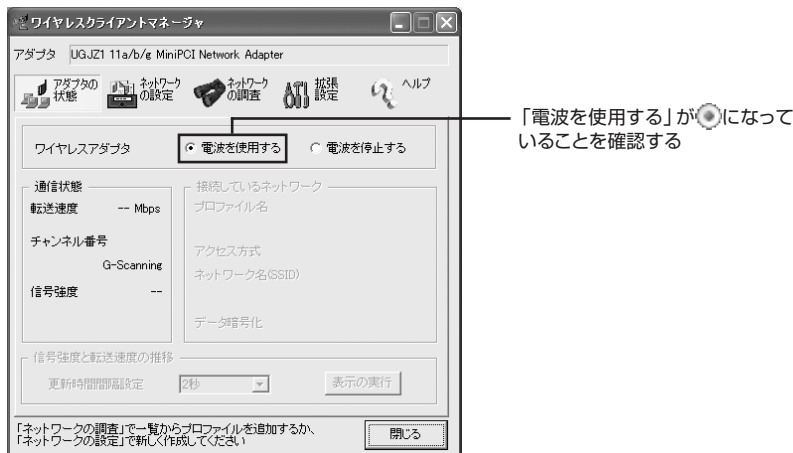 ワイヤレスクライアントマネージャ
アダプタ UGJZ1 11a/b/g MiniPCI Network Adapter
アダプタの状態
ネットワークの設定
ネットワークの調査
拡張設定
ヘルプ
ワイヤレスアダプタ 電波を使用する 電波を停止する
「電波を使用する」が になって
いることを確認する
通信状態
転送速度 -- Mbps
チャンネル番号
G-Scanning
信号強度 --
接続しているネットワーク
プロファイル名
アクセス方式
ネットワーク名(SSID)
データ暗号化
信号強度と転送速度の推移
更新時間間隔設定 2秒 表示の実行
「ネットワークの調査」で一覧からプロファイルを追加するか、
「ネットワークの設定」で新しく作成してください
閉じる